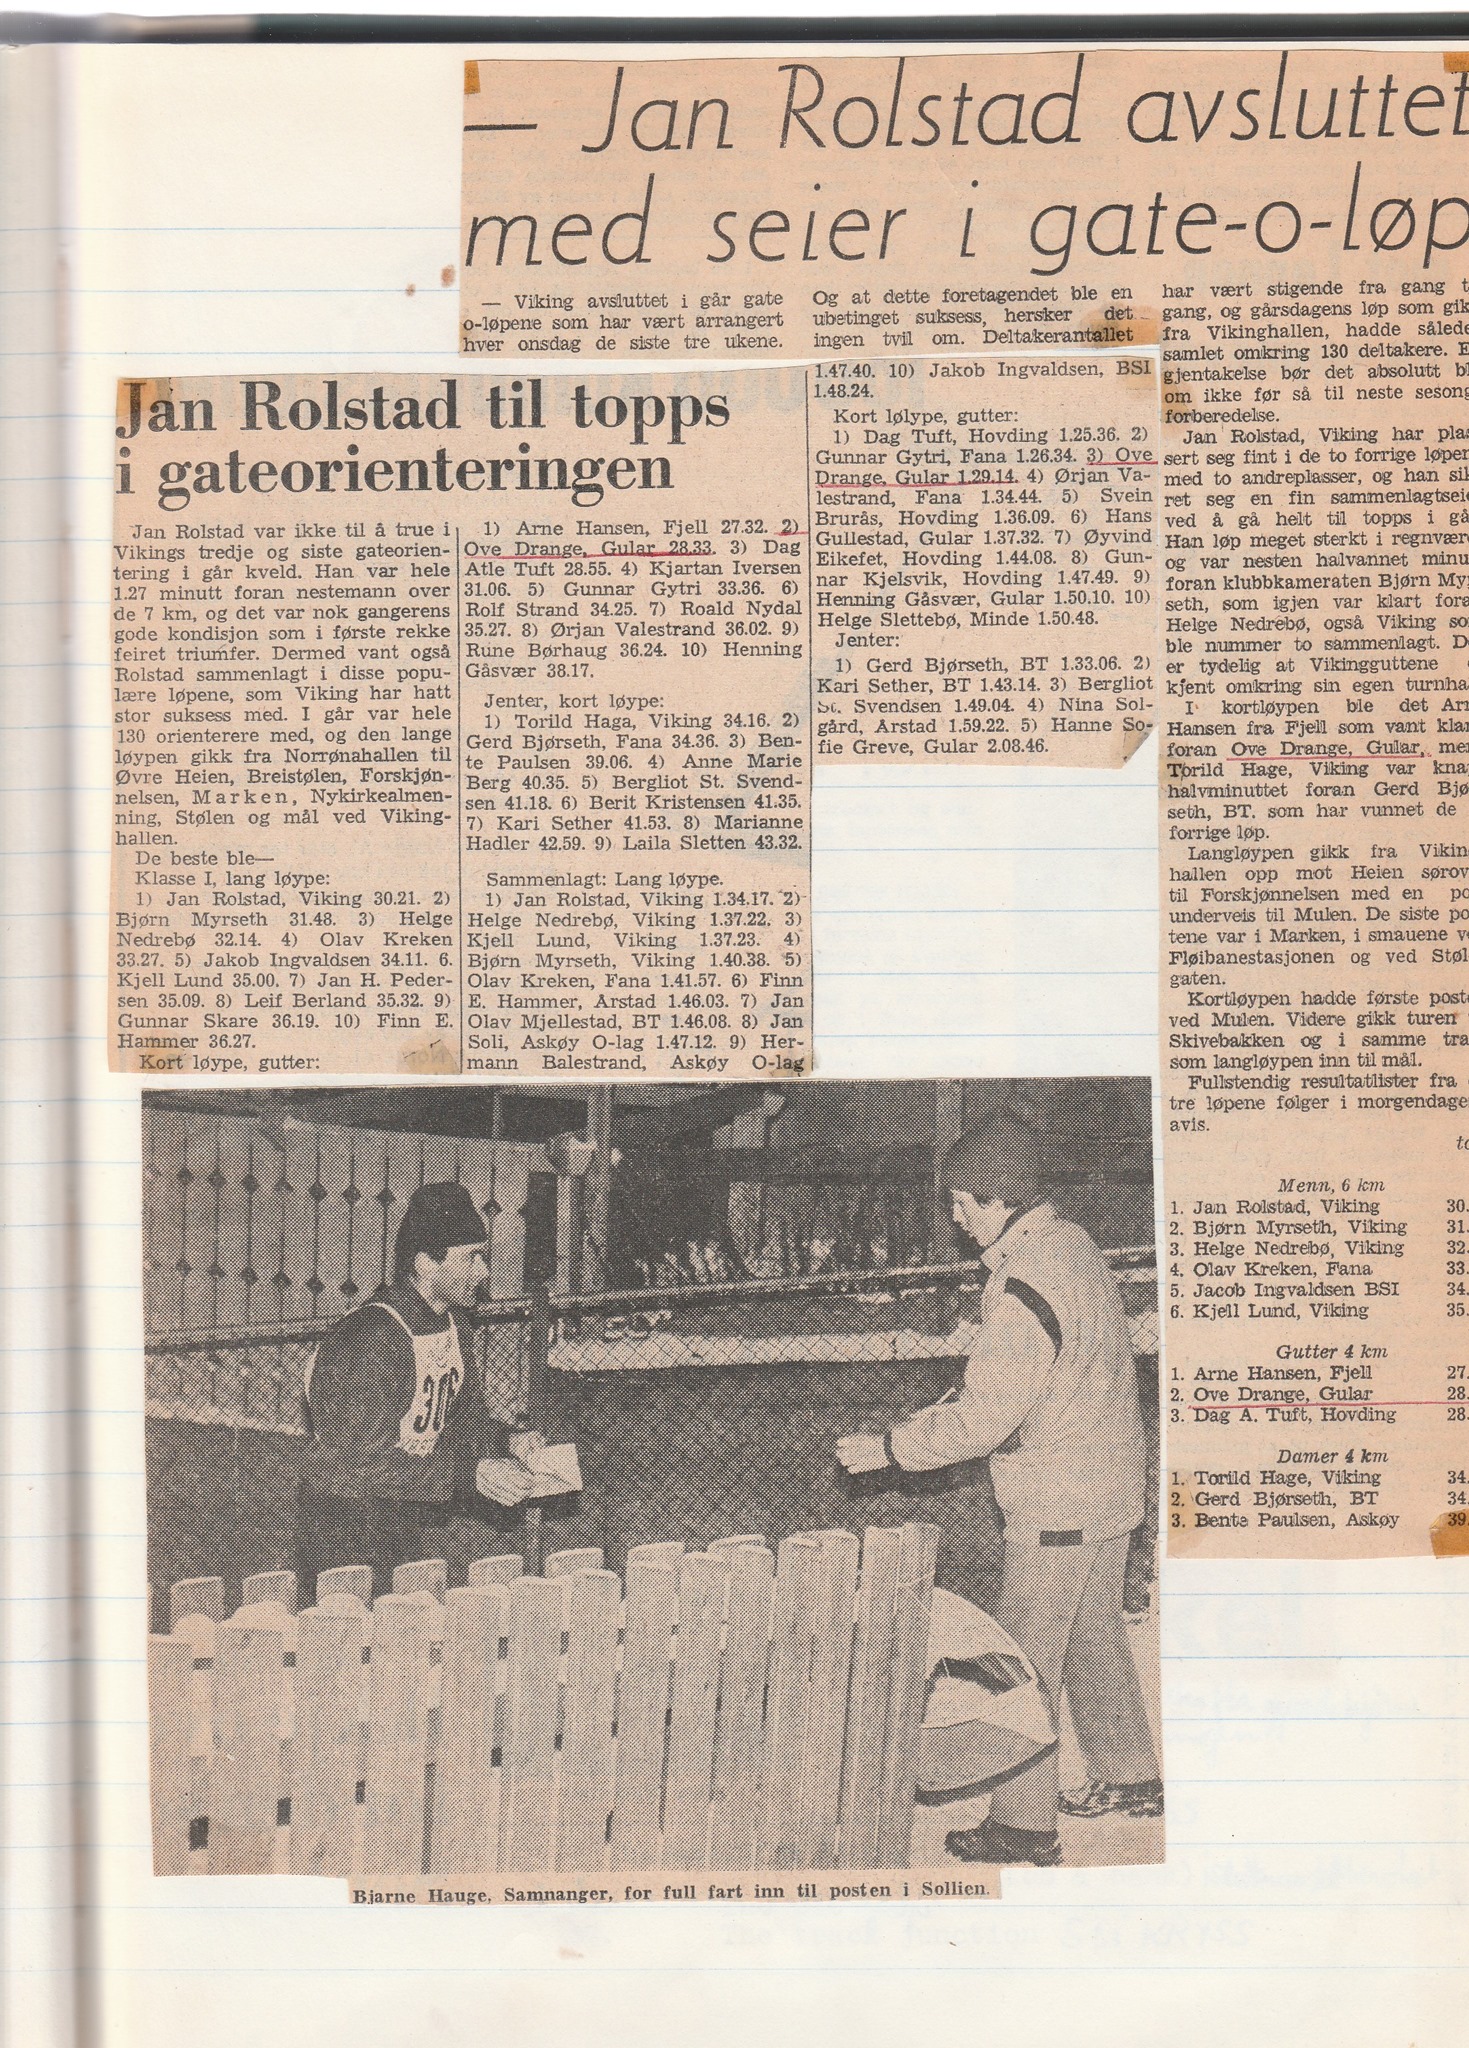 — Jan Rolstad avsluttet
med seier i gate-o-løp
— Viking avsluttet i går gate
o-løpene som har vært arrangert
hver onsdag de siste tre ukene.
Og at dette foretagendet ble en
ubetinget suksess, hersker det
ingen tvil om. Deltakerantallet
har vært stigende fra gang
gang, og gårsdagens løp som
fra Vikinghallen, hadde
samlet omkring 130 deltakere.
gjentakelse bør det absolutt
om ikke før så til neste
forberedelse.
Jan Rolstad, Viking har
sert seg fint i de to forrige
med to andreplasser, og han
ret seg en fin
ved å gå helt til topps i
Han løp meget sterkt i
og var nesten halvannet
foran klubbkameraten Bjørn
seth, som igjen var klart
Helge Nedrebø, også Viking
ble nummer to sammenlagt.
er tydelig at Vikingguttene
kjent omkring sin egen
I kortløypen ble det
Hansen fra Fjell som vant
foran Ove Drange, Gular,
Torild Hage, Viking var
halvminuttet foran Gerd
seth, BT. som har vunnet de
forrige løp.
Langløypen gikk fra
hallen opp mot Heien
til Forskjønnelsen med en
underveis til Mulen. De siste
tene var i Marken, i smauene
Fløibanestasjonen og ved
gaten.
Kortløypen hadde første
ved Mulen. Videre gikk turen
Skivebakken og i samme
som langløypen inn til mål.
Fullstendig resultatlister fra
tre løpene følger i
avis.
Menn, 6 km
1. Jan Rolstad, Viking 30.
2. Bjørn Myrseth, Viking 31.
3. Helge Nedrebø, Viking 32.
4. Olav Kreken, Fana 33.
5. Jacob Ingvaldsen BSI 34.
6. Kjell Lund, Viking 35.
Gutter 4 km
1. Arne Hansen, Fjell 27.
2. Ove Drange, Gular 28.
3. Dag A. Tuft, Hovding 28.
Damer 4 km
1. Torild Hage, Viking 34.
2. Gerd Bjørseth, BT 34.
3. Bente Paulsen, Askøy 39.
Jan Rolstad til topps
i gateorienteringen
Jan Rolstad var ikke til å true i
Vikings tredje og siste gateorien-
tering i går kveld. Han var hele
1.27 minutt foran nestemann over
de 7 km, og det var nok gangerens
gode kondisjon som i første rekke
feiret triumfer. Dermed vant også
Rolstad sammenlagt i disse popu-
lære løpene, som Viking har hatt
stor suksess med. I går var hele
130 orienterere med, og den lange
løypen gikk fra Norrønahallen til
Øvre Heien, Breistølen, Forskjøn-
nelsen, Marken, Nykirkealmen-
ning, Stølen og mål ved Viking-
hallen.
De beste ble—
Klasse I, lang løype:
1) Jan Rolstad, Viking 30.21. 2)
Bjørn Myrseth 31.48. 3) Helge
Nedrebø 32.14. 4) Olav Kreken
33.27. 5) Jakob Ingvaldsen 34.11. 6.
Kjell Lund 35.00. 7) Jan H. Peder-
sen 35.09. 8) Leif Berland 35.32. 9)
Gunnar Skare 36.19. 10) Finn E.
Hammer 36.27.
Kort løype, gutter:
1) Arne Hansen, Fjell 27.32. 2)
Ove Drange, Gular 28.33. 3) Dag
Atle Tuft 28.55. 4) Kjartan Iversen
31.06. 5) Gunnar Gytri 33.36. 6)
Rolf Strand 34.25. 7) Roald Nydal
35.27. 8) Ørjan Valestrand 36.02. 9)
Rune Børhaug 36.24. 10) Henning
Gåsvær 38.17.
Jenter, kort løype:
1) Torild Haga, Viking 34.16. 2)
Gerd Bjørseth, Fana 34.36. 3) Ben-
te Paulsen 39.06. 4) Anne Marie
Berg 40.35. 5) Bergliot St. Svend-
sen 41.18. 6) Berit Kristensen 41.35.
7) Kari Sether 41.53. 8) Marianne
Hadler 42.59. 9) Laila Sletten 43.32.
Sammenlagt: Lang løype.
1) Jan Rolstad, Viking 1.34.17. 2)
Helge Nedrebø, Viking 1.37.22. 3)
Kjell Lund, Viking 1.37.23. 4)
Bjørn Myrseth, Viking 1.40.38. 5)
Olav Kreken, Fana 1.41.57. 6) Finn
E. Hammer, Årstad 1.46.03. 7) Jan
Olav Mjellestad, BT 1.46.08. 8) Jan
Soli, Askøy O-lag 1.47.12. 9) Her-
mann Balestrand, Askøy O-lag
1.47.40. 10) Jakob Ingvaldsen, BSI
1.48.24.
Kort lølype, gutter:
1) Dag Tuft, Hovding 1.25.36. 2)
Gunnar Gytri, Fana 1.26.34. 3) Ove
Drange, Gular 1.29.14. 4) Ørjan Va-
lestrand, Fana 1.34.44. 5) Svein
Brurås, Hovding 1.36.09. 6) Hans
Gullestad, Gular 1.37.32. 7) Øyvind
Eikefet, Hovding 1.44.08. 8) Gun-
nar Kjelsvik, Hovding 1.47.49. 9)
Henning Gåsvær, Gular 1.50.10. 10)
Helge Slettebø, Minde 1.50.48.
Jenter:
1) Gerd Bjørseth, BT 1.33.06. 2)
Kari Sether, BT 1.43.14. 3) Bergliot
St. Svendsen 1.49.04. 4) Nina Sol-
gård, Årstad 1.59.22. 5) Hanne So-
fie Greve, Gular 2.08.46.
Bjarne Hauge, Samnanger, for full fart inn til posten i Sollien.